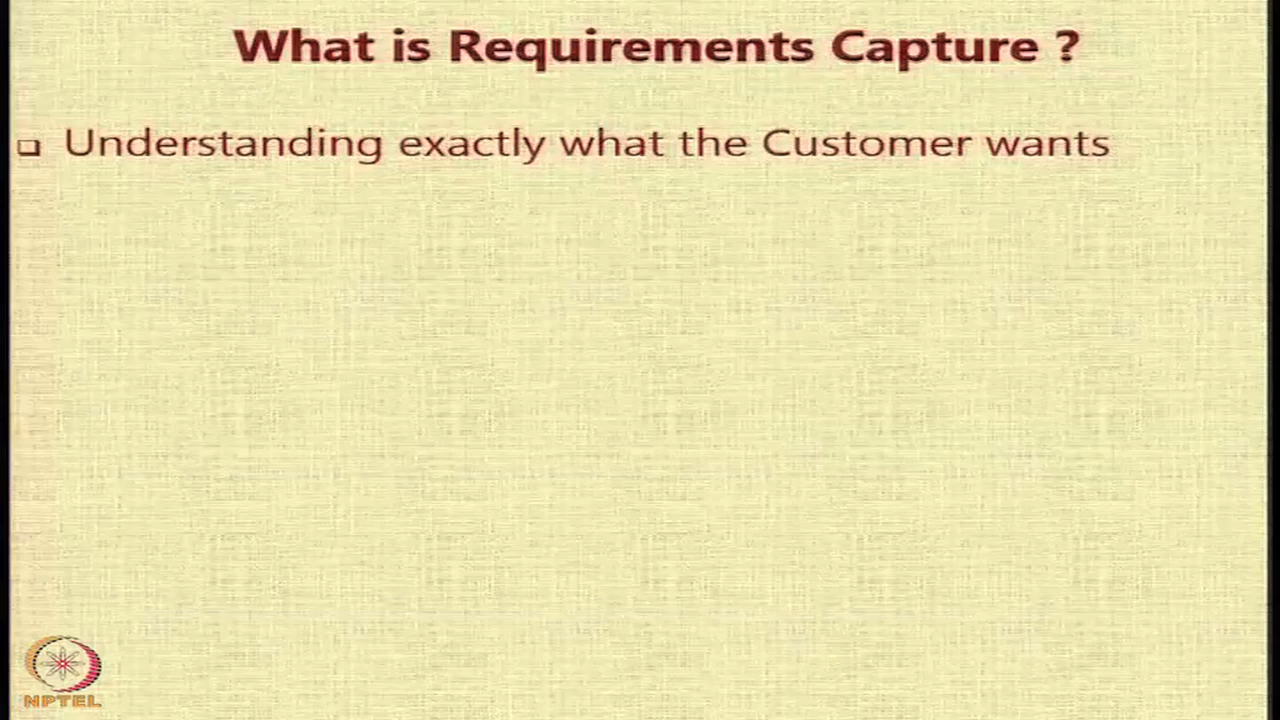 What is Requirements Capture ?
Understanding exactly what the Customer wants
NPTEL